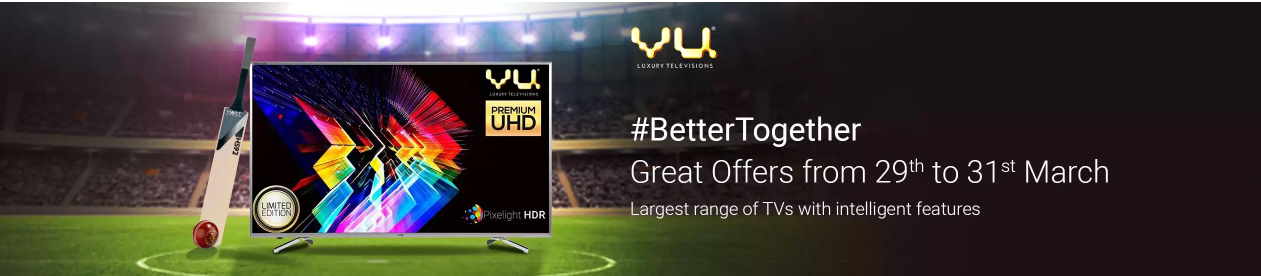 VU
LUXURY TELEVISIONS
#BetterTogether
Great Offers from 29th to 31st March
Largest range of TVs with intelligent features
VU
LUXURY TELEVISIONS
PREMIUM
UHD
LIMITED
EDITION
Pixelight HDR